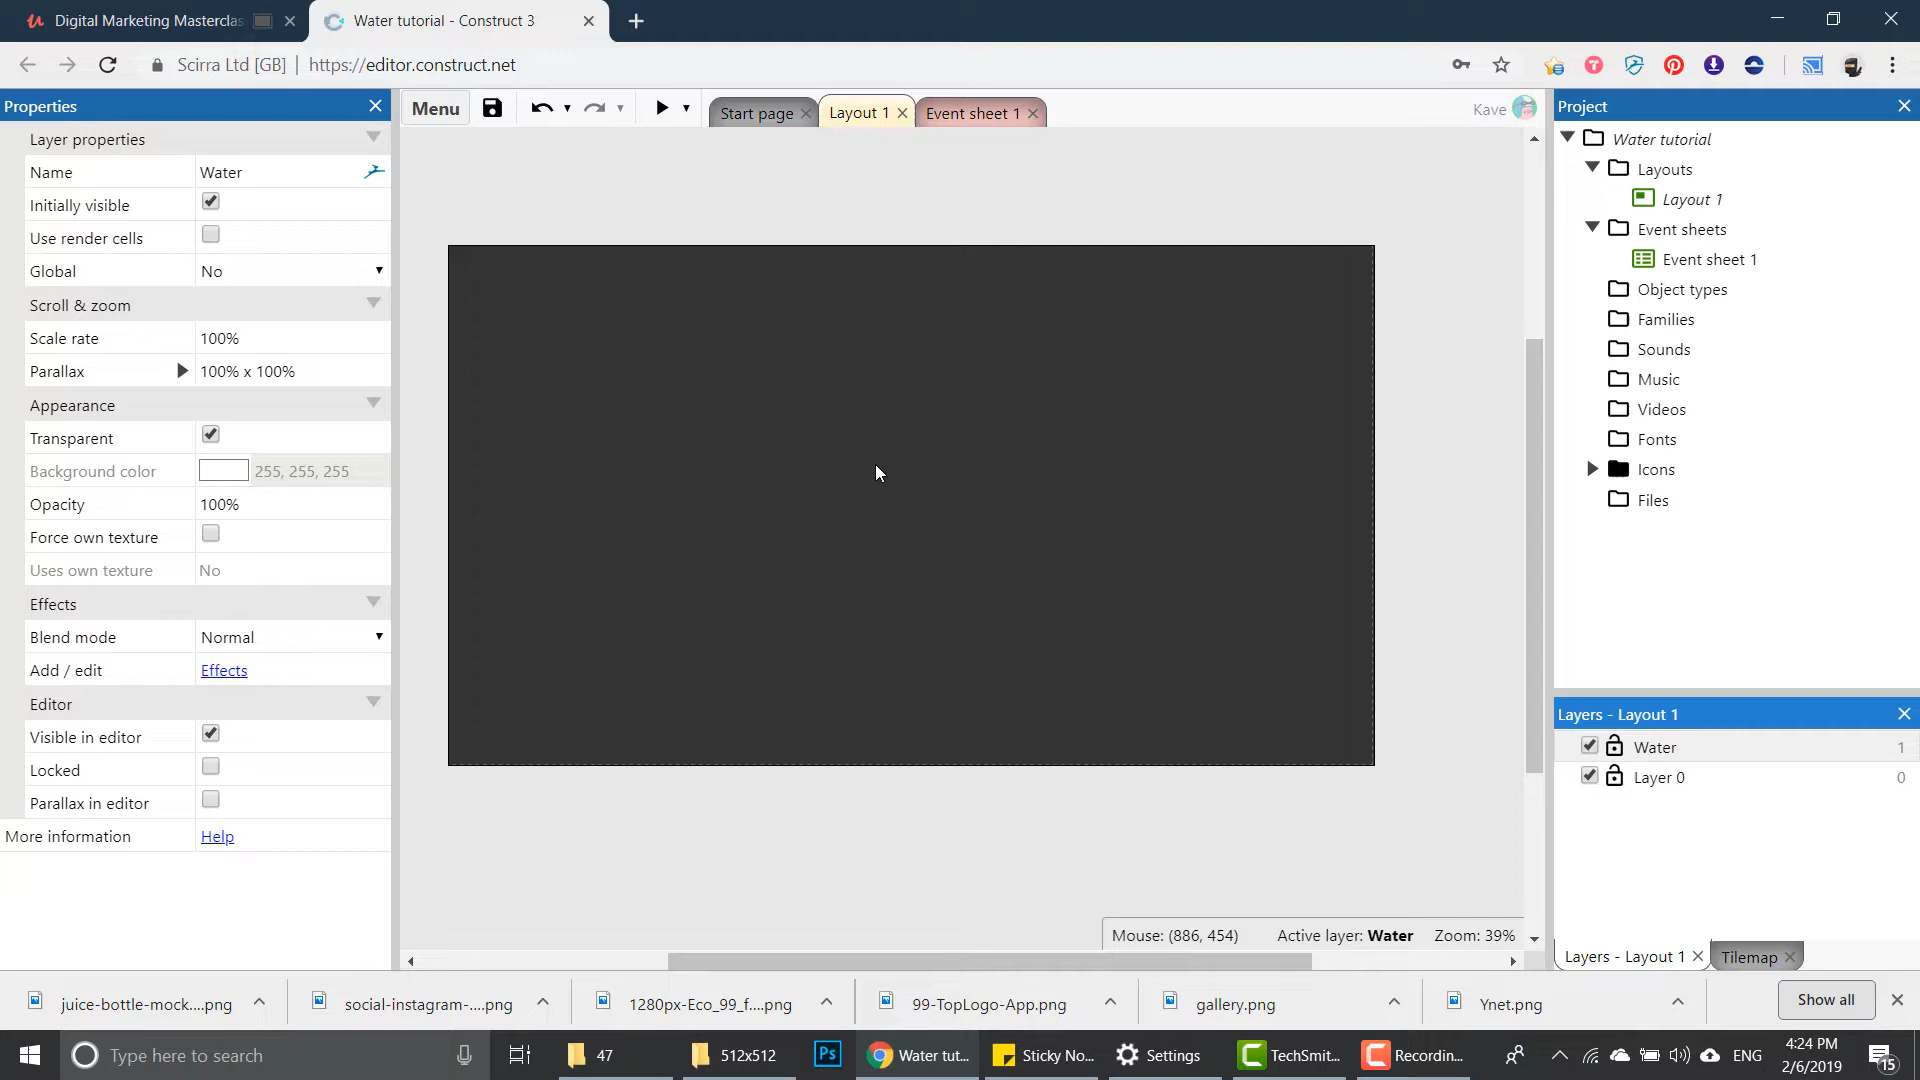 Digital Marketing Masterclas
Water tutorial - Construct 3
Scirra Ltd [GB] | https://editor.construct.net
Properties
Layer properties
Name Water
Initially visible
Use render cells
Global No
Scroll & zoom
Scale rate 100%
Parallax 100% x 100%
Appearance
Transparent
Background color 255, 255, 255
Opacity 100%
Force own texture
Uses own texture No
Effects
Blend mode Normal
Add / edit Effects
Editor
Visible in editor
Locked
Parallax in editor
More information Help
Menu
Start page
Layout 1
Event sheet 1
Kave
Mouse: (886, 454) Active layer: Water Zoom: 39%
Project
Water tutorial
Layouts
Layout 1
Event sheets
Event sheet 1
Object types
Families
Sounds
Music
Videos
Fonts
Icons
Files
Layers - Layout 1
Water 1
Layer 0 0
Layers - Layout 1
Tilemap
juice-bottle-mock....png
social-instagram-....png
1280px-Eco_99_f....png
99-TopLogo-App.png
gallery.png
Ynet.png
Show all
Type here to search
47
512x512
Ps
Water tut...
Sticky No...
Settings
TechSmit...
Recordin...
ENG
4:24 PM
2/6/2019
15